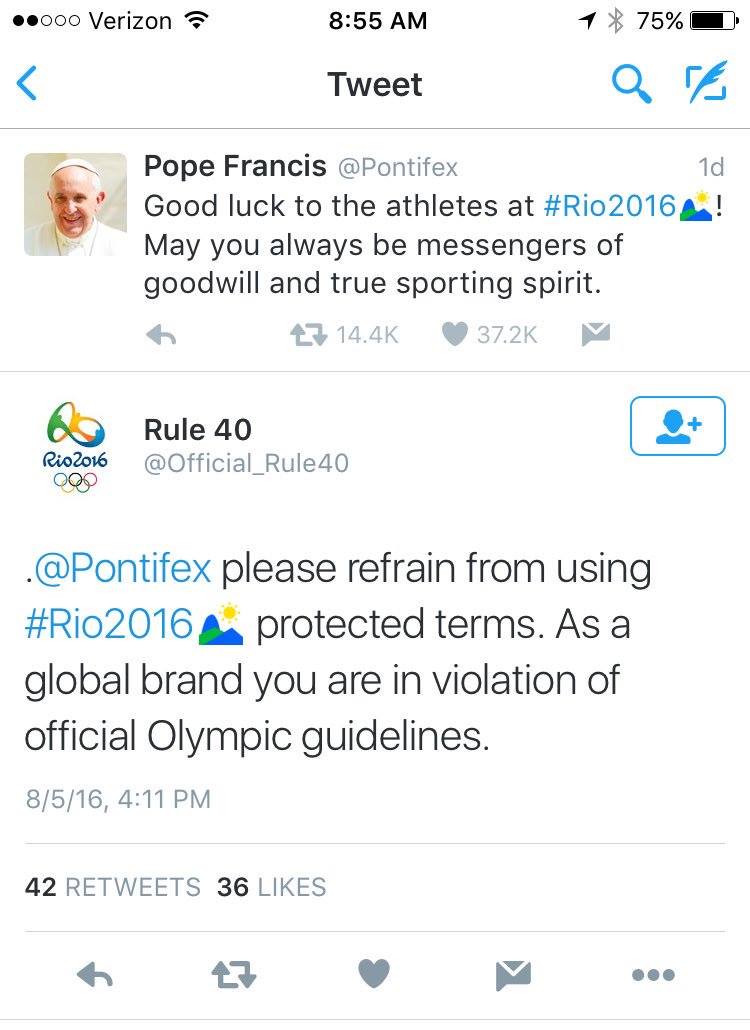 Verizon 8:55 AM 75%
Tweet
Pope Francis @Pontifex 1d
Good luck to the athletes at #Rio2016!
May you always be messengers of
goodwill and true sporting spirit.
14.4K 37.2K
Rio2016
Rule 40
@Official_Rule40
.@Pontifex please refrain from using
#Rio2016 protected terms. As a
global brand you are in violation of
official Olympic guidelines.
8/5/16, 4:11 PM
42 RETWEETS 36 LIKES